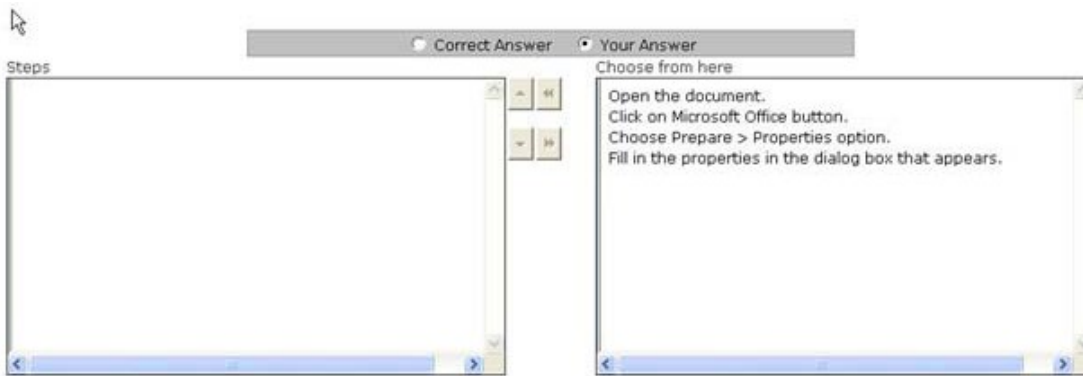 Correct Answer Your Answer
Steps
Choose from here
Open the document.
Click on Microsoft Office button.
Choose Prepare > Properties option.
Fill in the properties in the dialog box that appears.